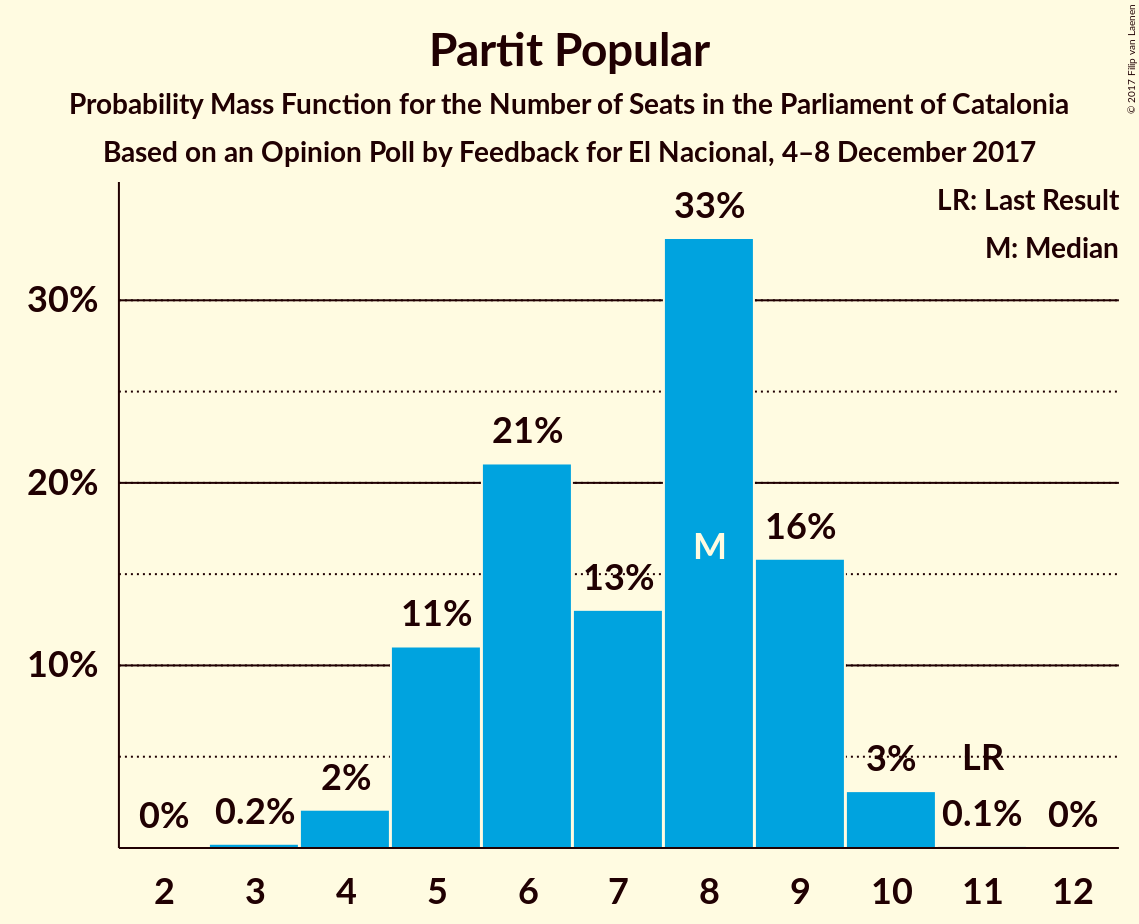 Partit Popular
Probability Mass Function for the Number of Seats in the Parliament of Catalonia
Based on an Opinion Poll by Feedback for El Nacional, 4–8 December 2017
© 2017 Filip van Laenen
LR: Last Result
M: Median
30%
20%
10%
0%
0.2%
2%
11%
21%
13%
33%
M
16%
3%
LR
0.1%
0%
2 3 4 5 6 7 8 9 10 11 12